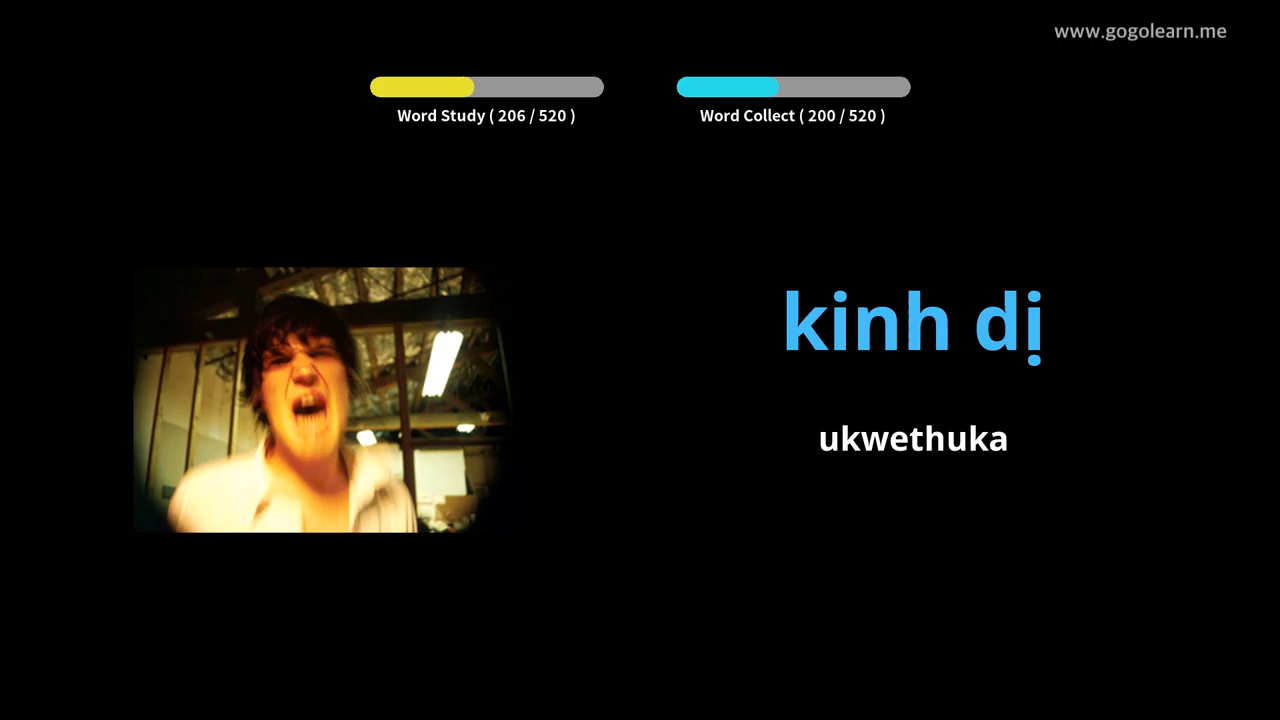 www.gogolearn.me
Word Study ( 206 / 520 )
Word Collect ( 200 / 520 )
kinh dị
ukwethuka